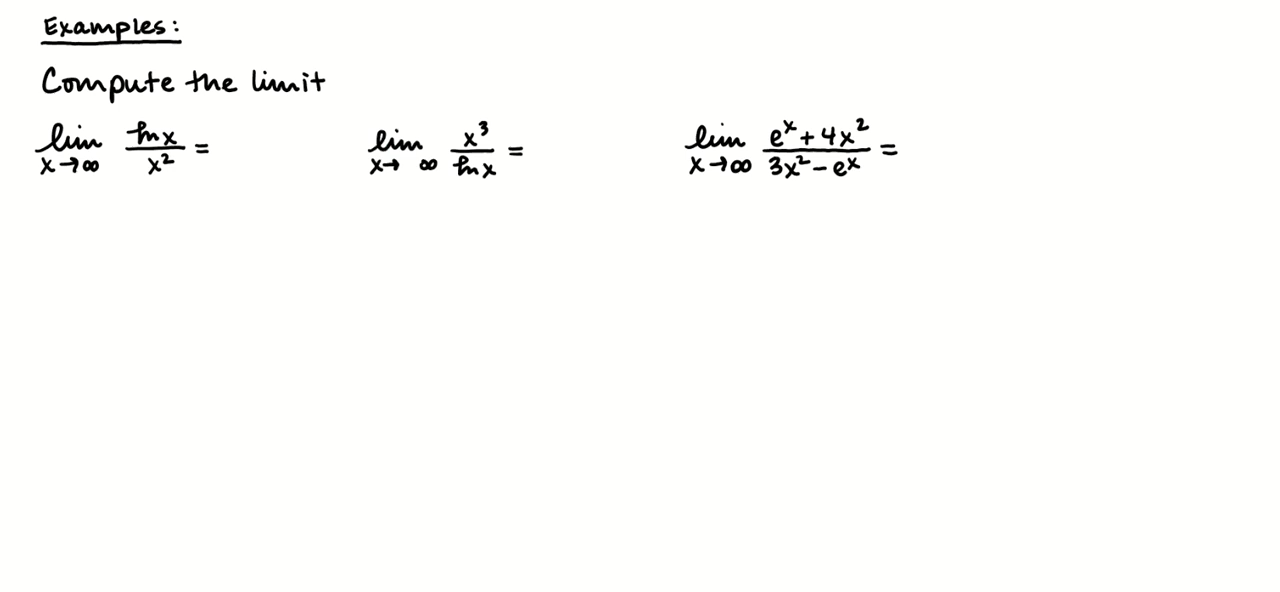 Examples:
Compute the limit
lim x→∞ ln x / x² = lim x→ ∞ x³ / ln x = lim x→∞ eˣ + 4x² / 3x² − eˣ =